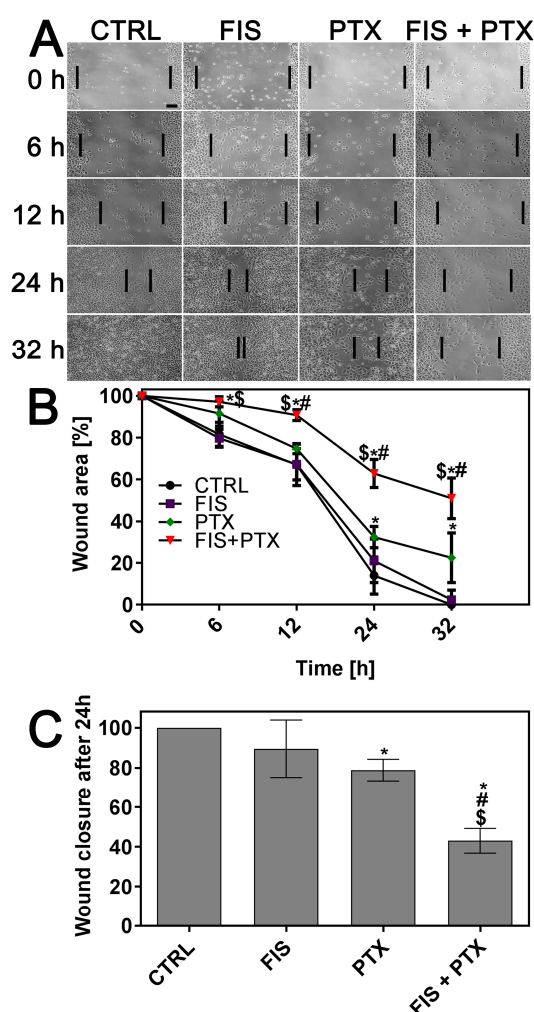 A
CTRL FIS PTX FIS + PTX
0 h
6 h
12 h
24 h
32 h
B
Wound area [%]
100
80
60
40
20
0
*$
$*#
$*#
$*#
*
*
CTRL
FIS
PTX
FIS+PTX
0 6 12 24 32
Time [h]
C
Wound closure after 24h
100
80
60
40
20
0
*
*
#
$
CTRL FIS PTX FIS + PTX